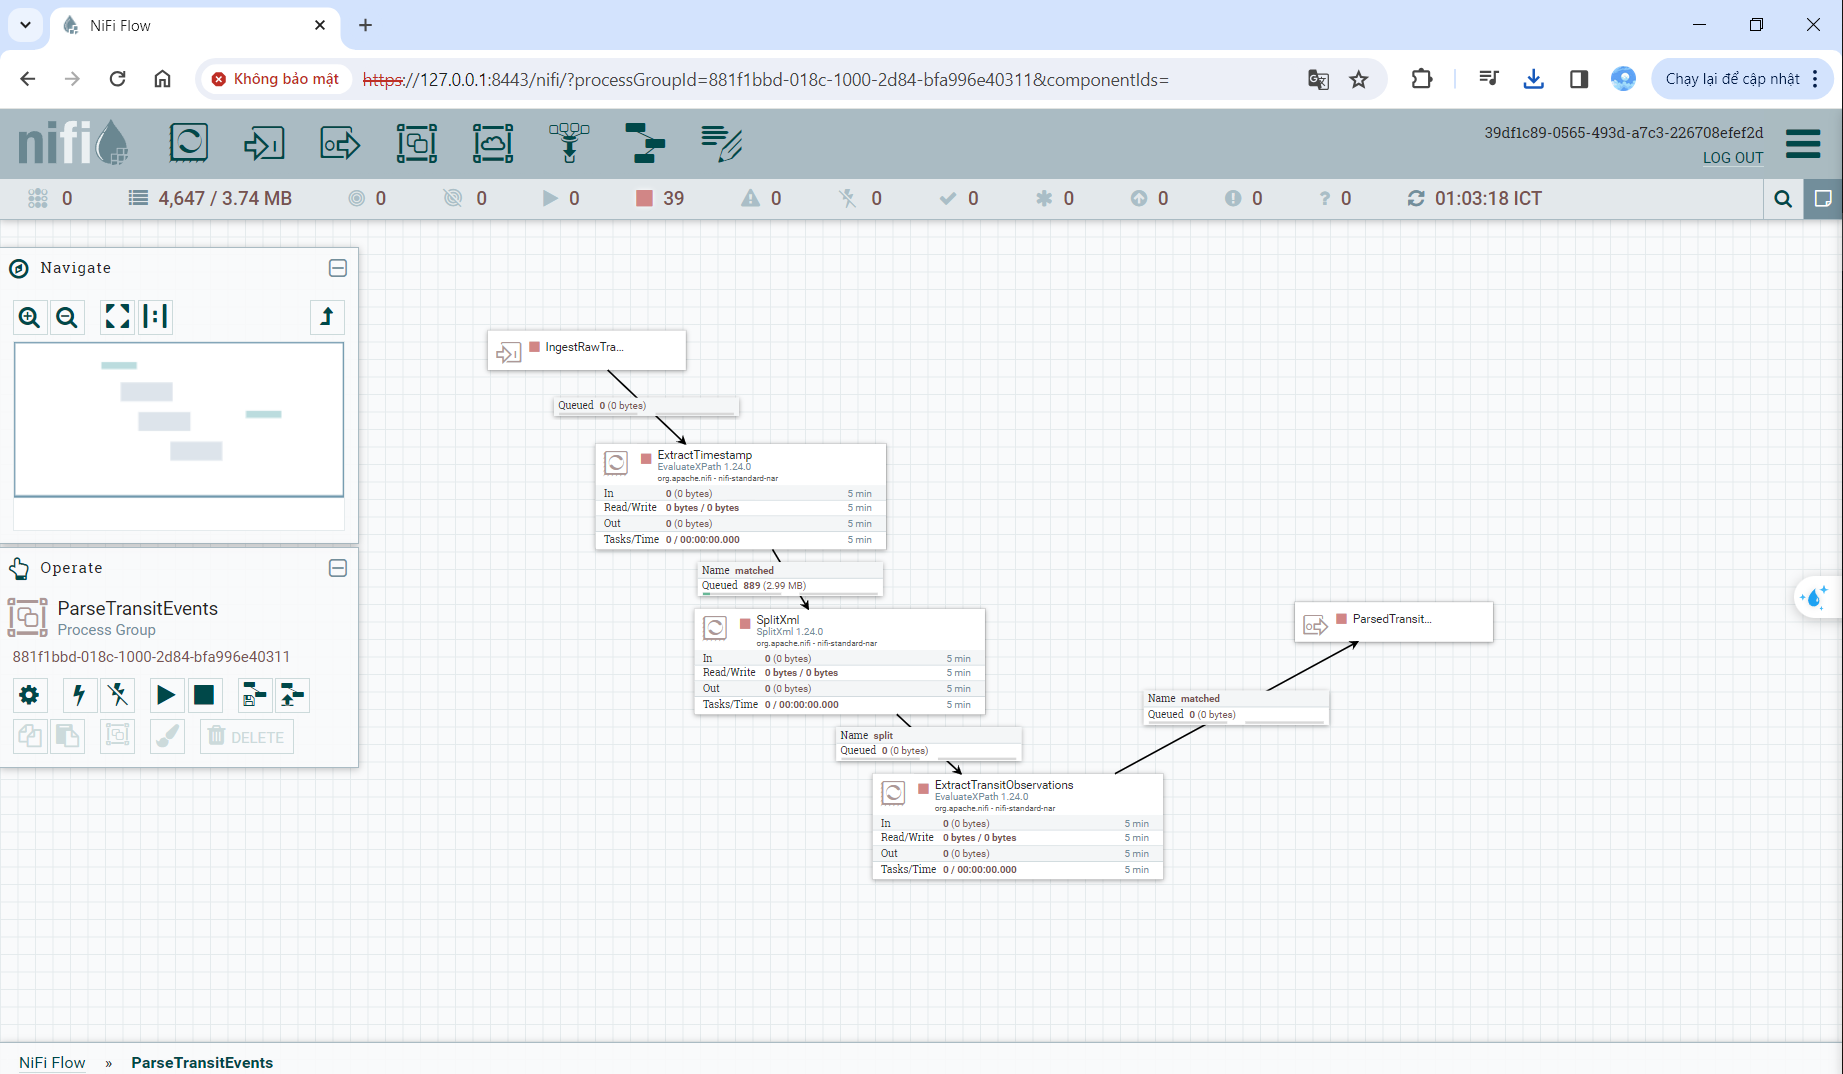 NiFi Flow
Không bảo mật
https://127.0.0.1:8443/nifi/?processGroupId=881f1bbd-018c-1000-2d84-bfa996e40311&componentIds=
Chạy lại để cập nhật
nifi
39df1c89-0565-493d-a7c3-226708efef2d
LOG OUT
0
4,647 / 3.74 MB
0
0
0
39
0
0
0
0
0
0
0
01:03:18 ICT
Navigate
Operate
ParseTransitEvents
Process Group
881f1bbd-018c-1000-2d84-bfa996e40311
DELETE
IngestRawTra...
Queued 0 (0 bytes)
ExtractTimestamp
EvaluateXPath 1.24.0
org.apache.nifi - nifi-standard-nar
In 0 (0 bytes) 5 min
Read/Write 0 bytes / 0 bytes 5 min
Out 0 (0 bytes) 5 min
Tasks/Time 0 / 00:00:00.000 5 min
Name matched
Queued 889 (2.99 MB)
SplitXml
SplitXml 1.24.0
org.apache.nifi - nifi-standard-nar
In 0 (0 bytes) 5 min
Read/Write 0 bytes / 0 bytes 5 min
Out 0 (0 bytes) 5 min
Tasks/Time 0 / 00:00:00.000 5 min
Name split
Queued 0 (0 bytes)
ExtractTransitObservations
EvaluateXPath 1.24.0
org.apache.nifi - nifi-standard-nar
In 0 (0 bytes) 5 min
Read/Write 0 bytes / 0 bytes 5 min
Out 0 (0 bytes) 5 min
Tasks/Time 0 / 00:00:00.000 5 min
Name matched
Queued 0 (0 bytes)
ParsedTransit...
NiFi Flow » ParseTransitEvents